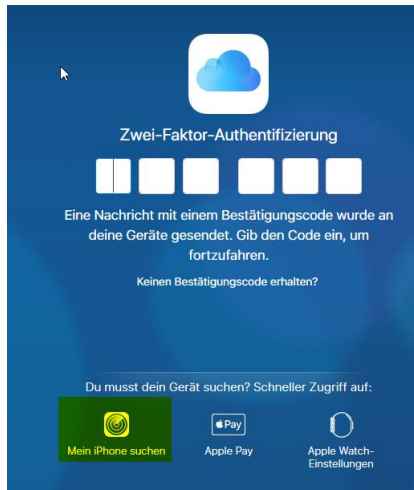 Zwei-Faktor-Authentifizierung
Eine Nachricht mit einem Bestätigungscode wurde an
deine Geräte gesendet. Gib den Code ein, um
fortzufahren.
Keinen Bestätigungscode erhalten?
Du musst dein Gerät suchen? Schneller Zugriff auf:
Pay
Mein iPhone suchen
Apple Pay
Apple Watch-
Einstellungen